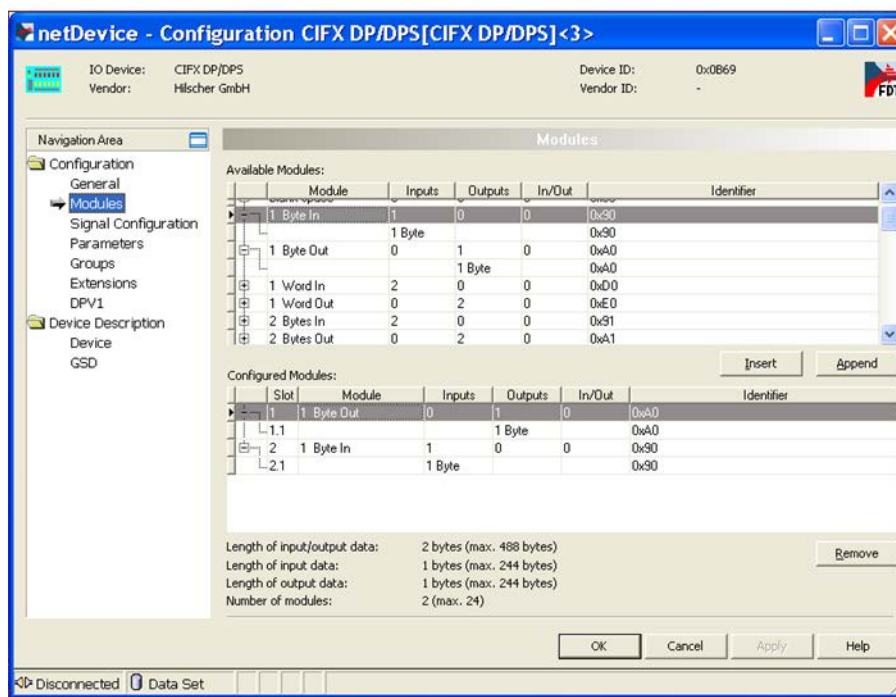 netDevice - Configuration CIFX DP/DPS[CIFX DP/DPS]<3>
IO Device: CIFX DP/DPS Device ID: 0x0B69
Vendor: Hilscher GmbH Vendor ID: -
FDT
Navigation Area
Configuration
General
Modules
Signal Configuration
Parameters
Groups
Extensions
DPV1
Device Description
Device
GSD
Modules
Available Modules:
Module Inputs Outputs In/Out Identifier
1 Byte In 1 0 0 0x90
1 Byte 0x90
1 Byte Out 0 1 0 0xA0
1 Byte 0xA0
1 Word In 2 0 0 0xD0
1 Word Out 0 2 0 0xE0
2 Bytes In 2 0 0 0x91
2 Bytes Out 0 2 0 0xA1
Insert Append
Configured Modules:
Slot Module Inputs Outputs In/Out Identifier
1 1 Byte Out 0 1 0 0xA0
1.1 1 Byte 0xA0
2 1 Byte In 1 0 0 0x90
2.1 1 Byte 0x90
Length of input/output data: 2 bytes (max. 488 bytes)
Length of input data: 1 bytes (max. 244 bytes)
Length of output data: 1 bytes (max. 244 bytes)
Number of modules: 2 (max. 24)
Remove
OK Cancel Apply Help
Disconnected Data Set